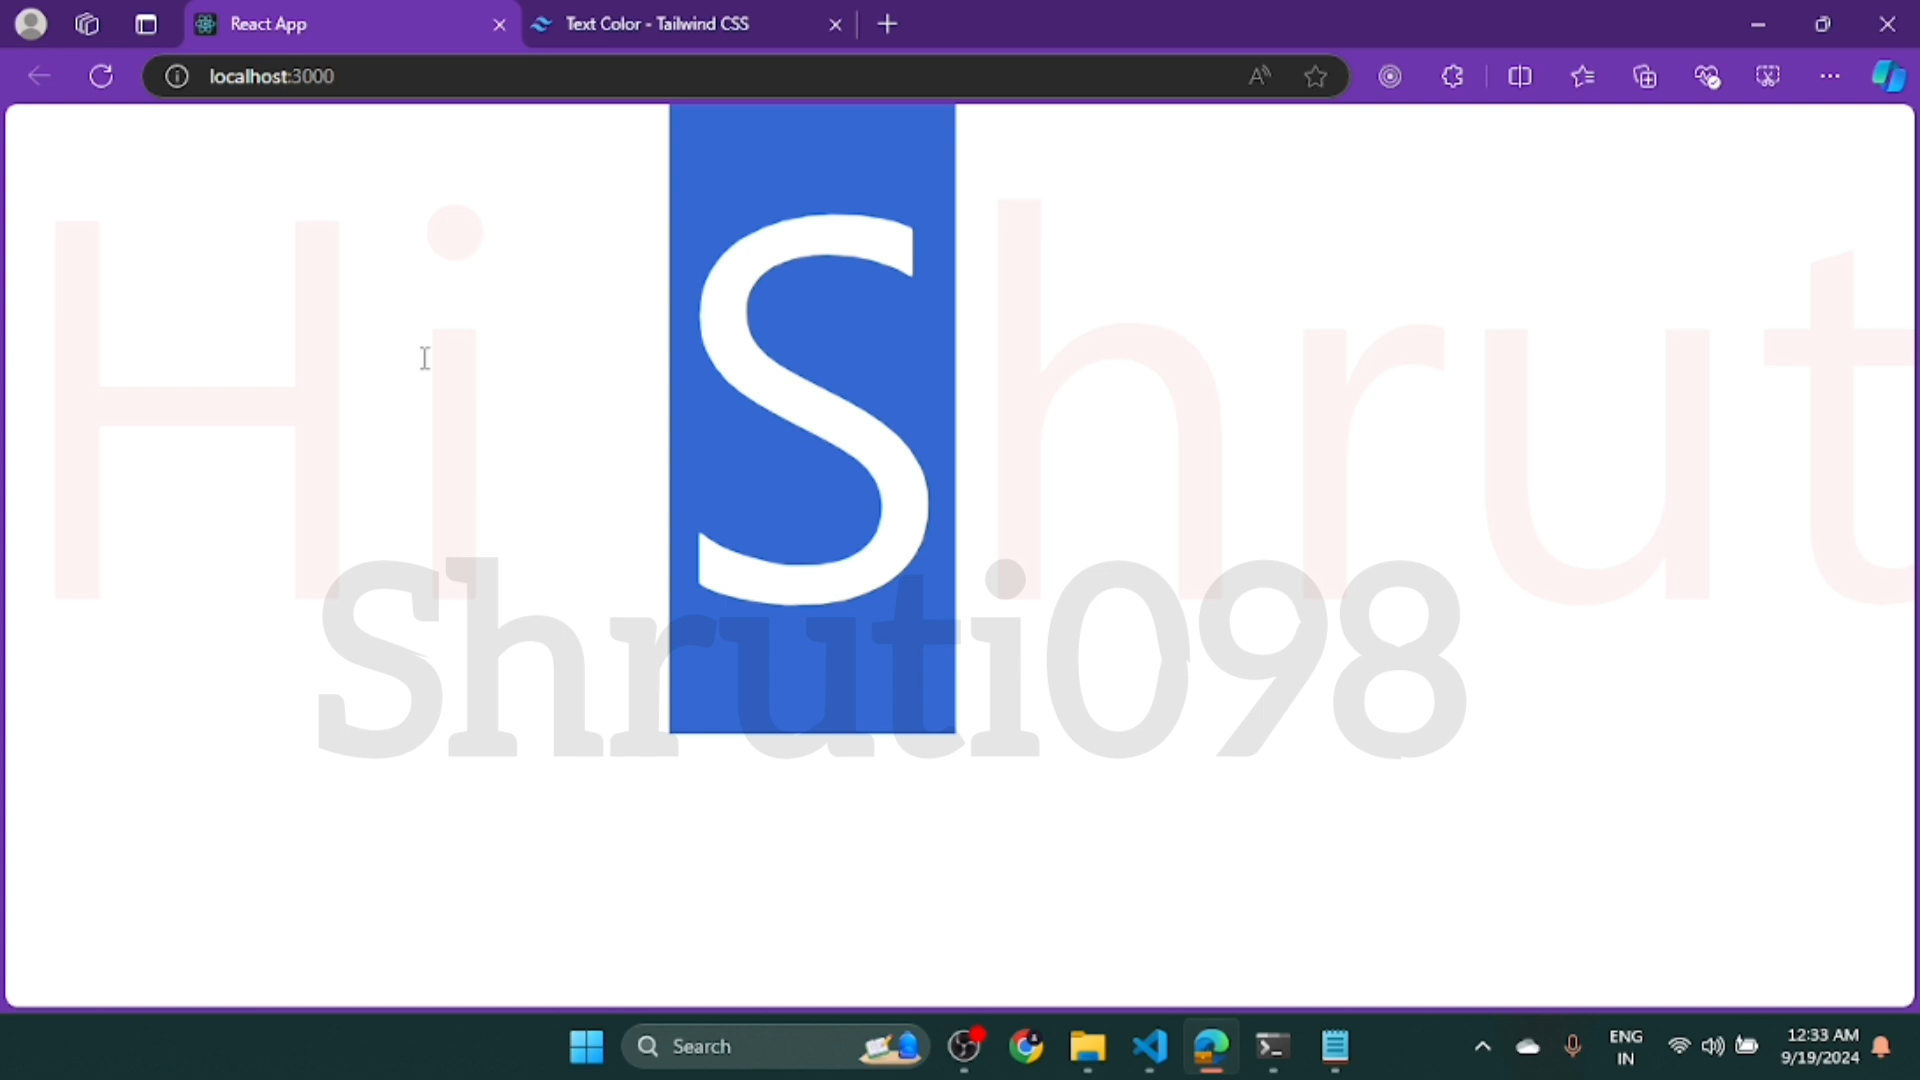 React App
Text Color - Tailwind CSS
localhost:3000
Hi Shrut
Shruti098
Search
ENG
IN
12:33 AM
9/19/2024